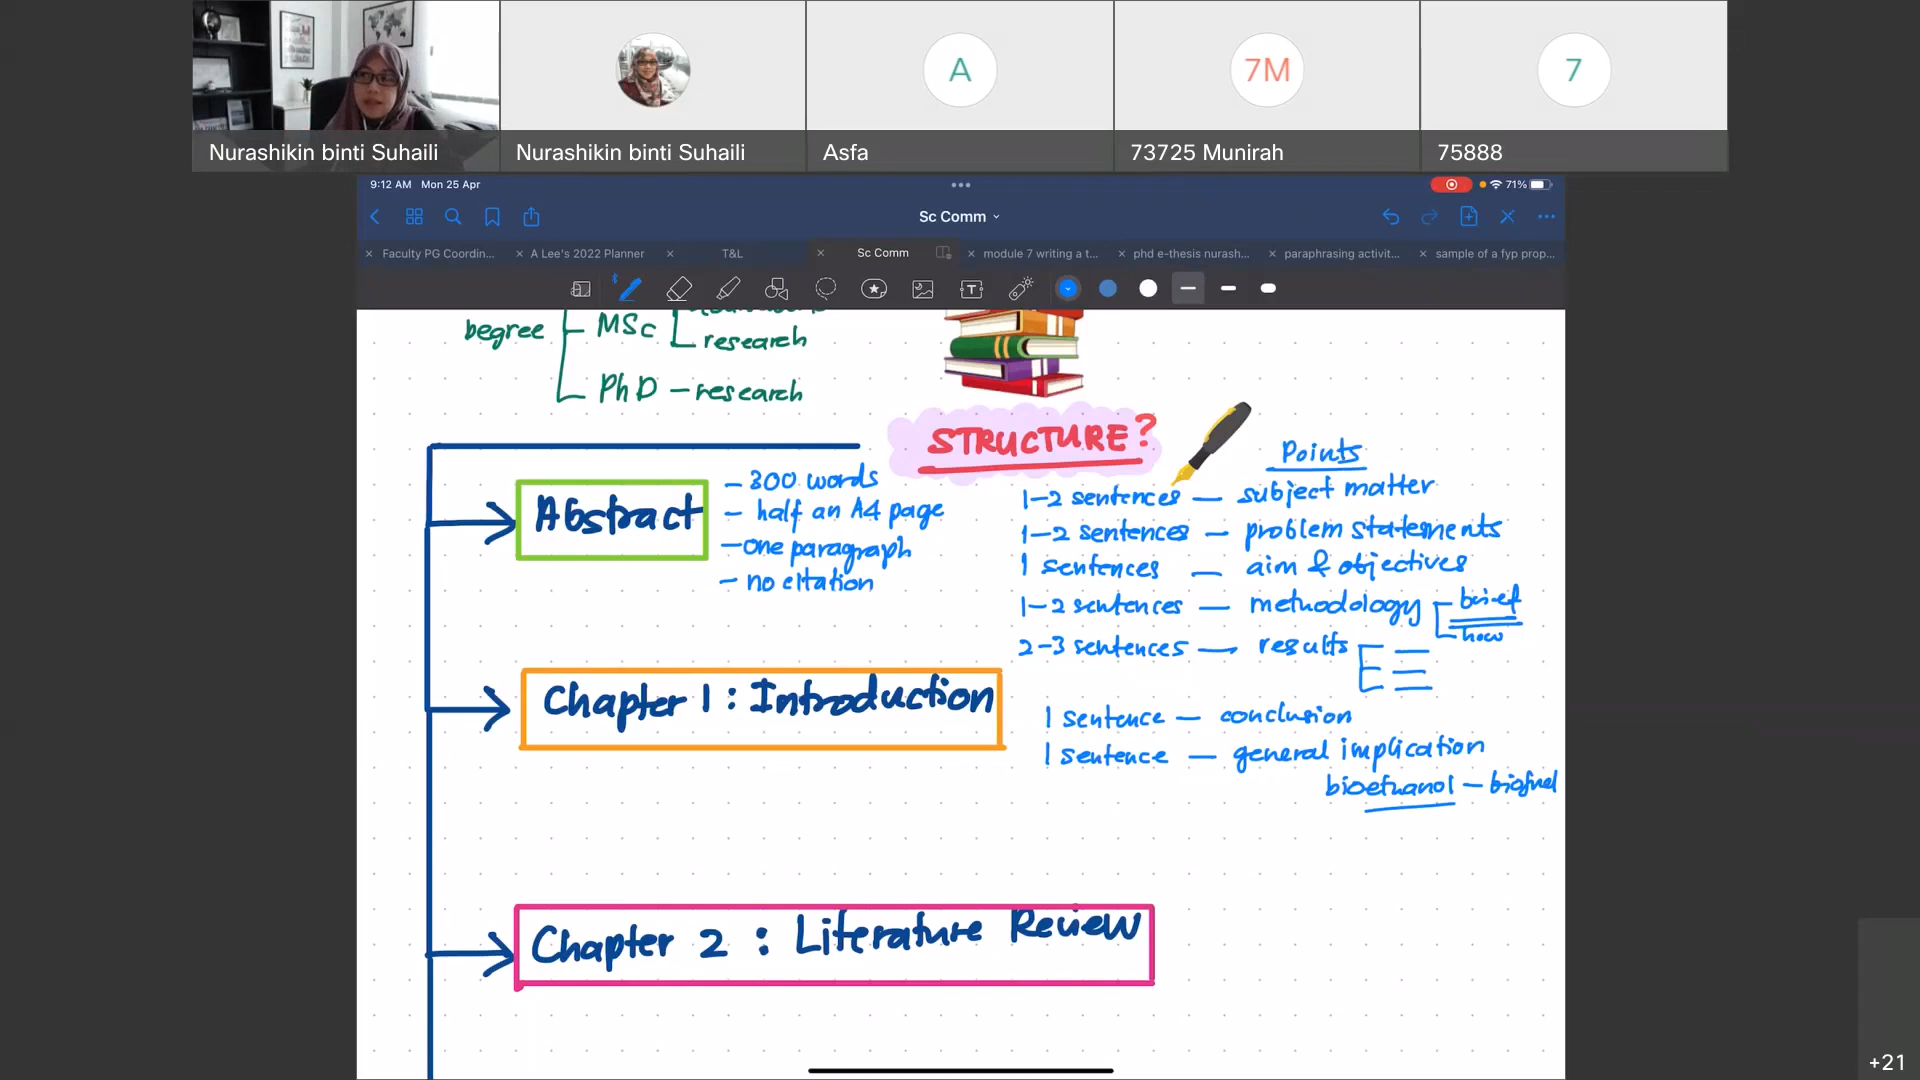 A
7M
7
Nurashikin binti Suhaili
Nurashikin binti Suhaili
Asfa
73725 Munirah
75888
9:12 AM Mon 25 Apr
71%
Sc Comm
Faculty PG Coordin...
A Lee's 2022 Planner
T&L
Sc Comm
module 7 writing a t...
phd e-thesis nurash...
paraphrasing activit...
sample of a fyp prop...
degree
MSc
research
PhD - research
STRUCTURE?
Abstract
- 300 words
- half an A4 page
- one paragraph
- no citation
Points
1-2 sentences - subject matter
1-2 sentences - problem statements
1 sentences - aim & objectives
1-2 sentences - methodology
brief
how
2-3 sentences - results
1 sentence - conclusion
1 sentence - general implication
bioethanol - biofuel
Chapter 1 : Introduction
Chapter 2 : Literature Review
+21